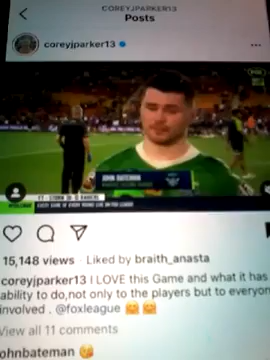 COREYJPARKER13
Posts
coreyjparker13
JOHN BATEMAN
15,148 views · Liked by braith_anasta
coreyjparker13 I LOVE this Game and what it has
ability to do,not only to the players but to everyon
involved . @foxleague 🤗 🤗
View all 11 comments
ohnbateman 😘